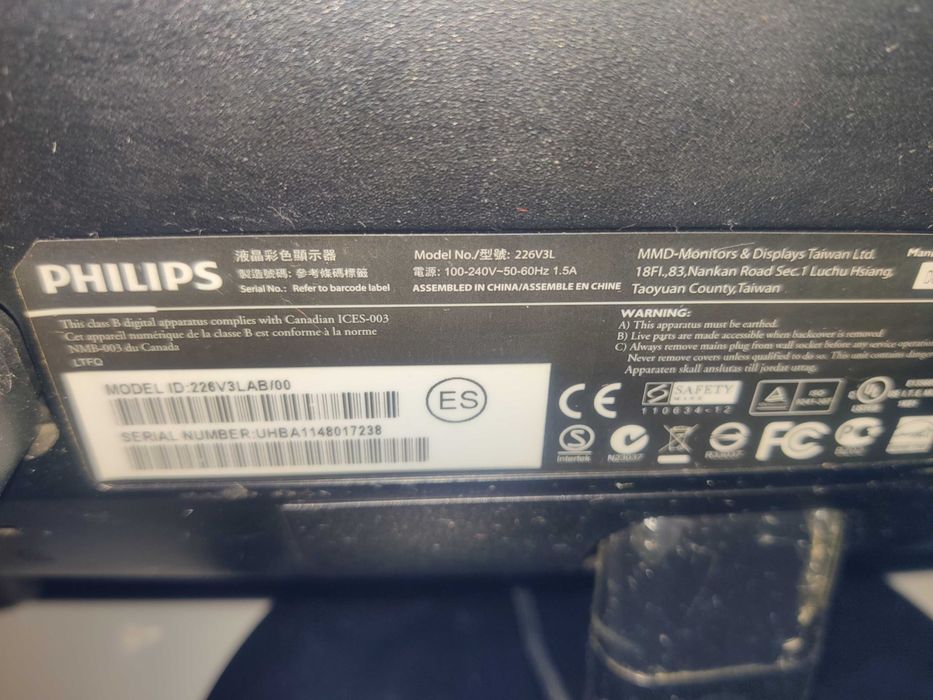 PHILIPS
液晶彩色顯示器
製造號碼: 參考條碼標籤
Serial No.: Refer to barcode label
Model No./型號: 226V3L
電源: 100-240V~50-60Hz 1.5A
ASSEMBLED IN CHINA/ASSEMBLE EN CHINE
MMD-Monitors & Displays Taiwan Ltd.
18Fl.,83,Nankan Road Sec.1 Luchu Hsiang,
Taoyuan County,Taiwan
This class B digital apparatus complies with Canadian ICES-003
Cet appareil numérique de la classe B est conforme à la norme
NMB-003 du Canada
LTFQ
MODEL ID:226V3LAB/00
SERIAL NUMBER:UHBA1148017238
ES
WARNING:
A) This apparatus must be earthed.
B) Live parts are made accessible when backcover is removed.
C) Always remove mains plug from wall socket before any service
Never remove covers unless qualified to do so. This unit contains
Apparaten skall anslutas till jordat uttag.
CE
S SAFETY
MARK
110634-12
ISO
UL
LISTED
S
Intertek
N23037
FC